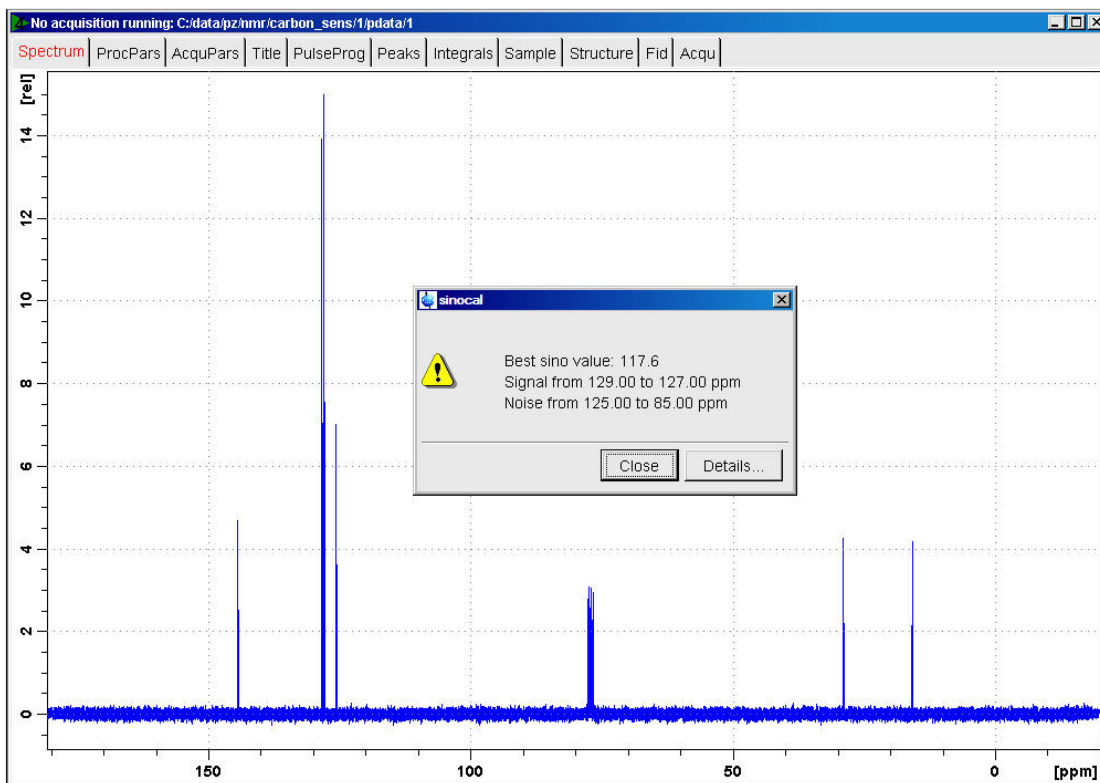 No acquisition running: C:/data/pz/nmr/carbon_sens/1/pdata/1
Spectrum ProcPars AcquPars Title PulseProg Peaks Integrals Sample Structure Fid Acqu
[rel]
14
12
10
8
6
4
2
0
sinocal
Best sino value: 117.6
Signal from 129.00 to 127.00 ppm
Noise from 125.00 to 85.00 ppm
Close Details...
150 100 50 0 [ppm]